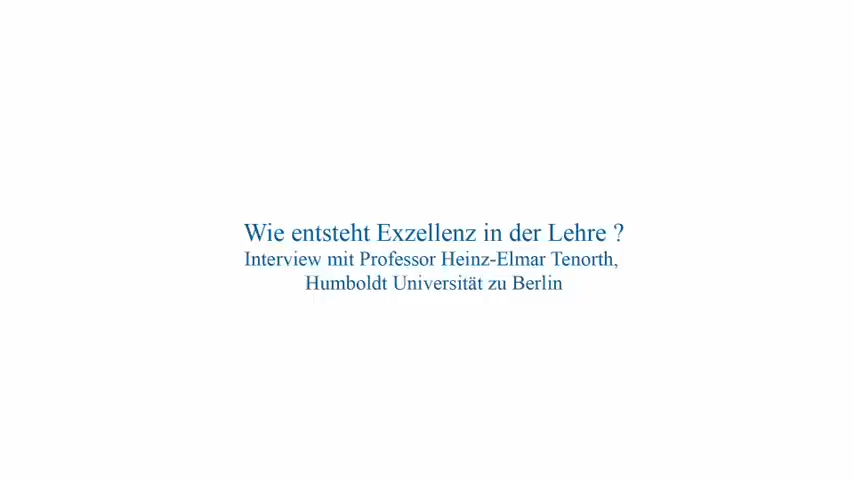 Wie entsteht Exzellenz in der Lehre ?
Interview mit Professor Heinz-Elmar Tenorth,
Humboldt Universität zu Berlin